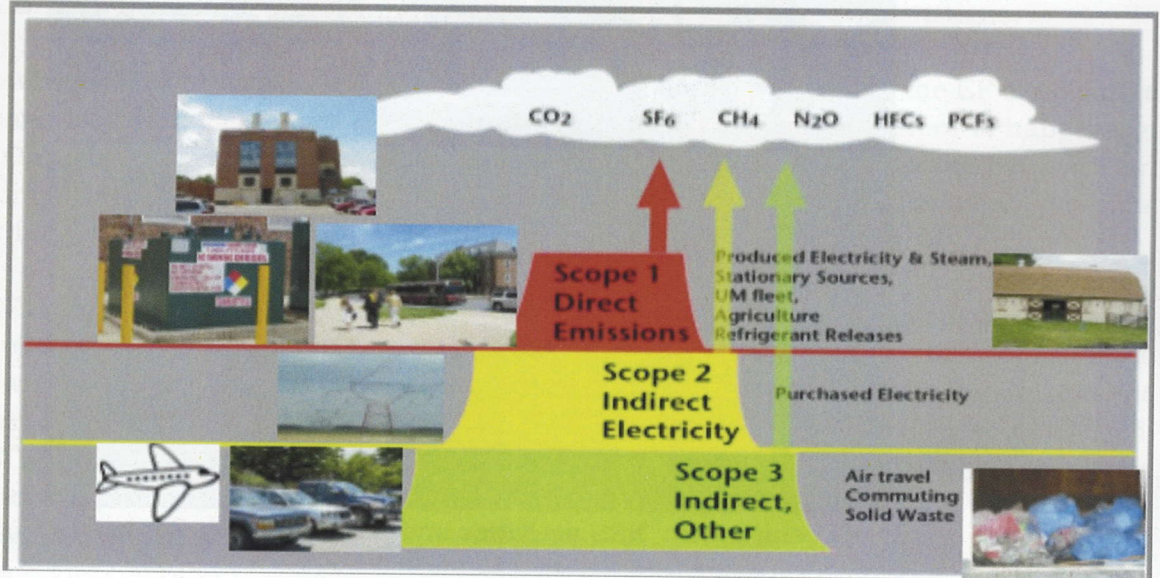 CO2 SF6 CH4 N2O HFCs PCFs
Scope 1
Direct
Emissions
Produced Electricity & Steam,
Stationary Sources,
UM fleet,
Agriculture
Refrigerant Releases
Scope 2
Indirect
Electricity
Purchased Electricity
Scope 3
Indirect,
Other
Air travel
Commuting
Solid Waste